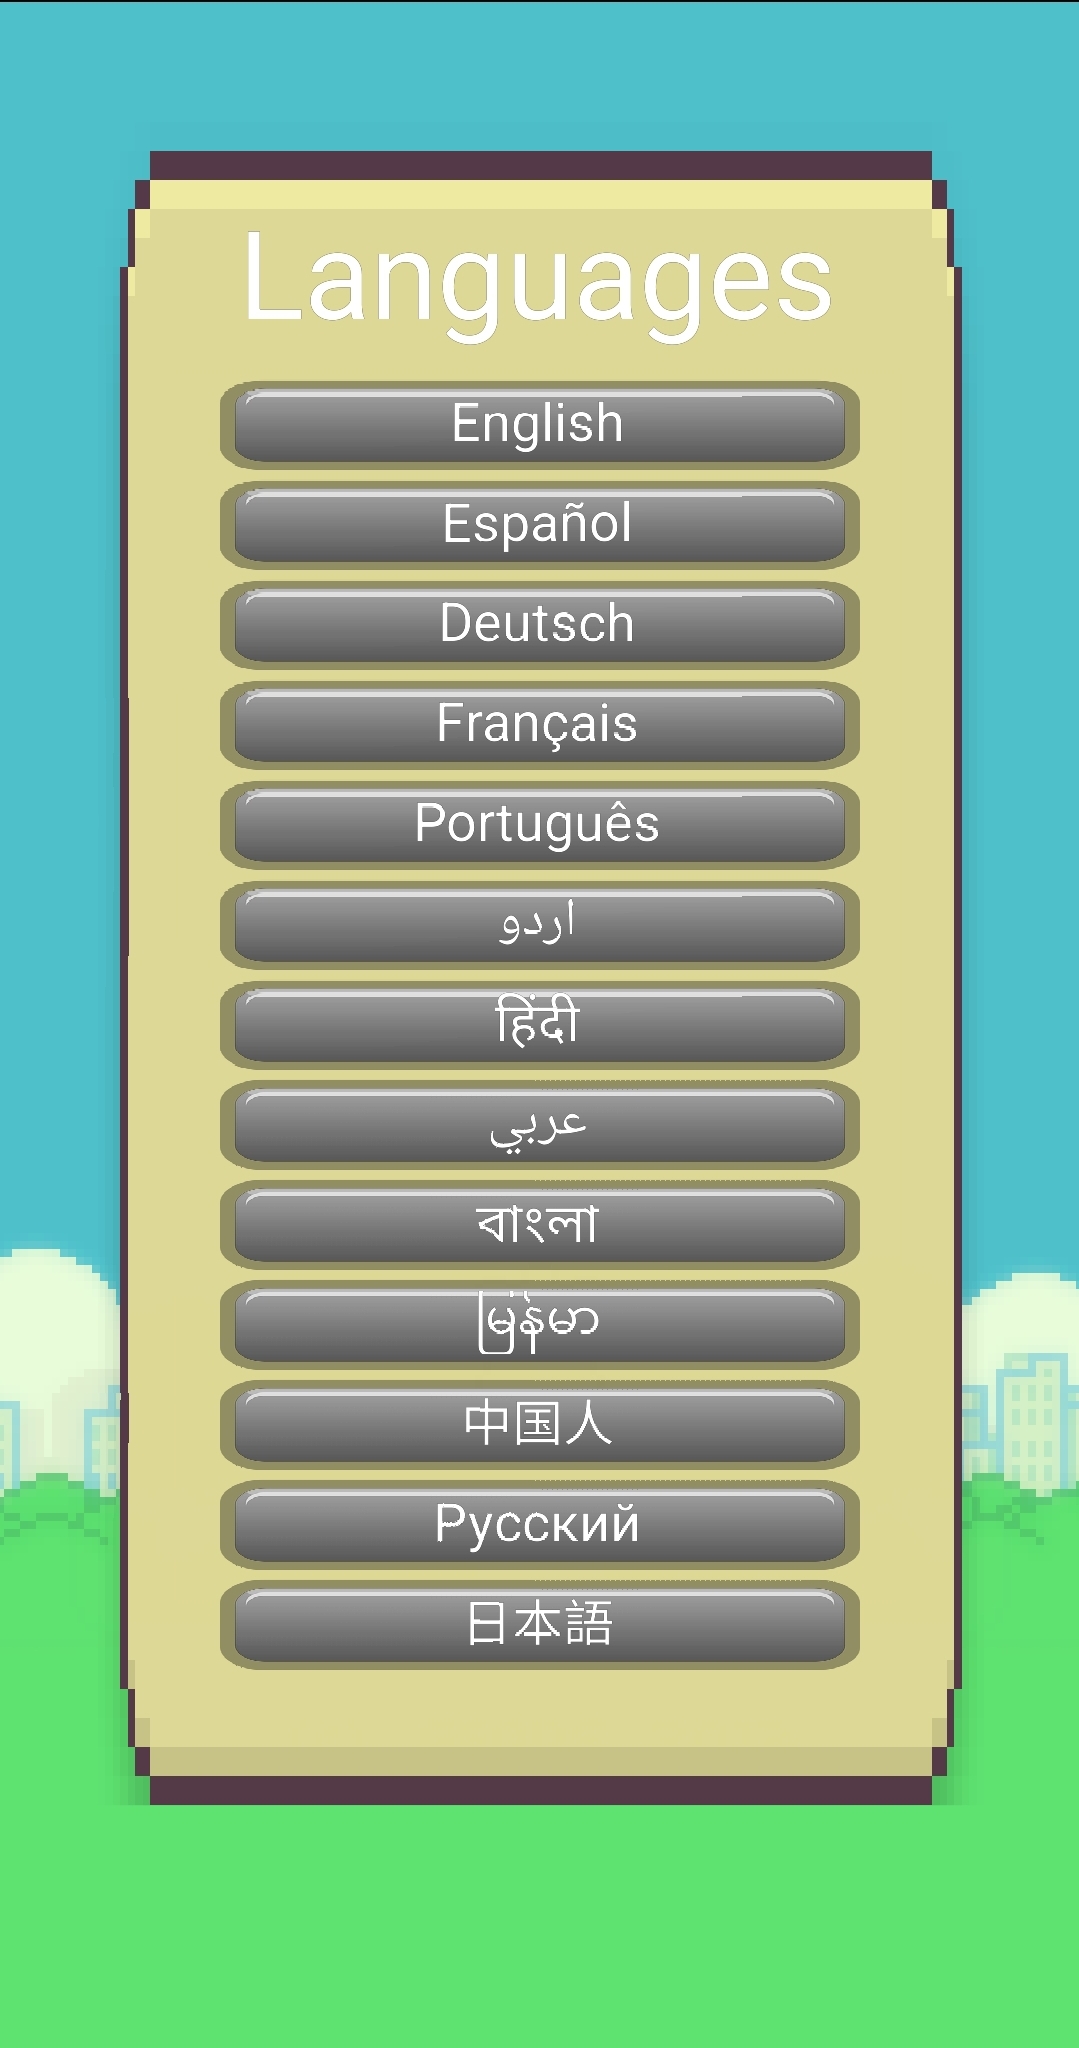 Languages
English
Español
Deutsch
Français
Português
اردو
हिंदी
عربي
বাংলা
မြန်မာ
中国人
Русский
日本語